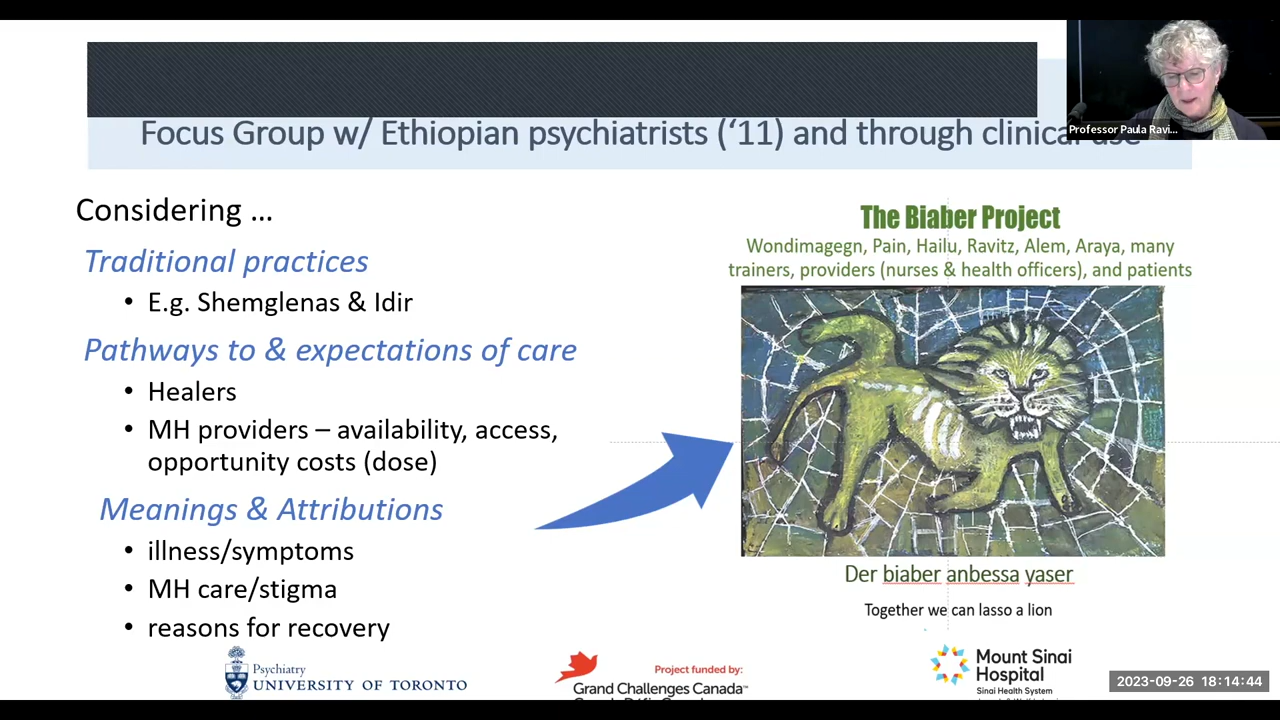 Focus Group w/ Ethiopian psychiatrists (‘11) and through clinical use
Professor Paula Ravi...
Considering ...
Traditional practices
• E.g. Shemglenas & Idir
Pathways to & expectations of care
• Healers
• MH providers – availability, access,
opportunity costs (dose)
Meanings & Attributions
• illness/symptoms
• MH care/stigma
• reasons for recovery
The Biaber Project
Wondimagegn, Pain, Hailu, Ravitz, Alem, Araya, many
trainers, providers (nurses & health officers), and patients
Der biaber anbessa yaser
Together we can lasso a lion
Psychiatry
UNIVERSITY OF TORONTO
Project funded by:
Grand Challenges Canada™
Mount Sinai
Hospital
Sinai Health System
2023-09-26 18:14:44